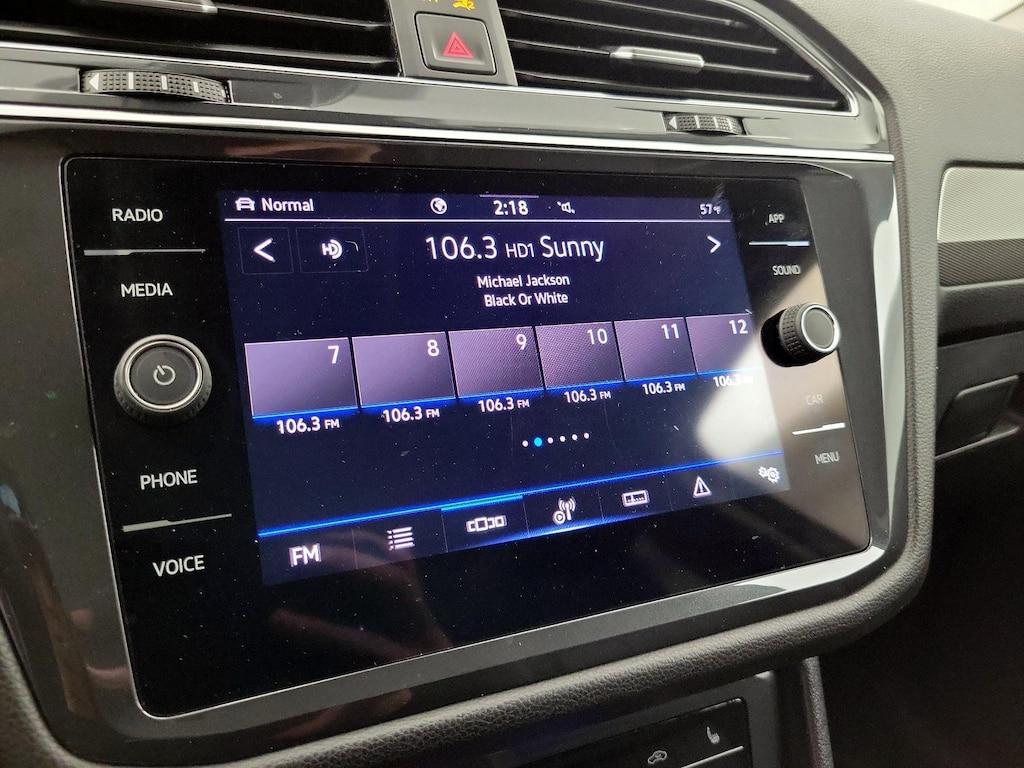 RADIO
MEDIA
PHONE
VOICE
Normal 2:18 57°F
HD 106.3 HD1 Sunny
Michael Jackson
Black Or White
7 8 9 10 11 12
106.3 FM 106.3 FM 106.3 FM 106.3 FM 106.3 FM 106.3
FM
APP
SOUND
CAR
MENU